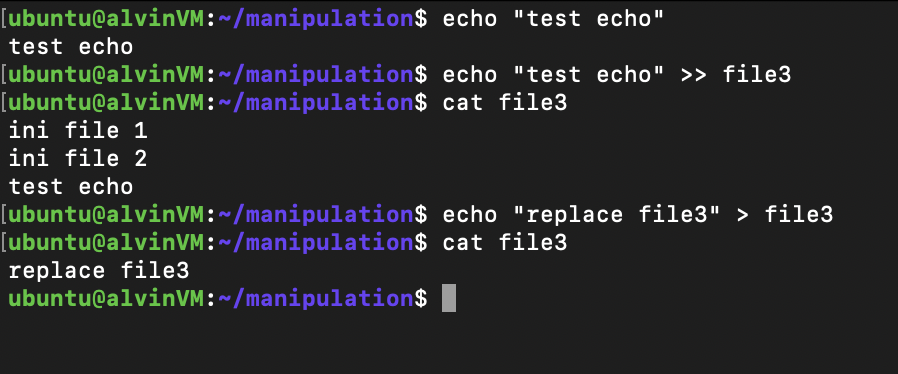 [ubuntu@alvinVM:~/manipulation$ echo "test echo"
test echo
[ubuntu@alvinVM:~/manipulation$ echo "test echo" >> file3
[ubuntu@alvinVM:~/manipulation$ cat file3
ini file 1
ini file 2
test echo
[ubuntu@alvinVM:~/manipulation$ echo "replace file3" > file3
[ubuntu@alvinVM:~/manipulation$ cat file3
replace file3
ubuntu@alvinVM:~/manipulation$